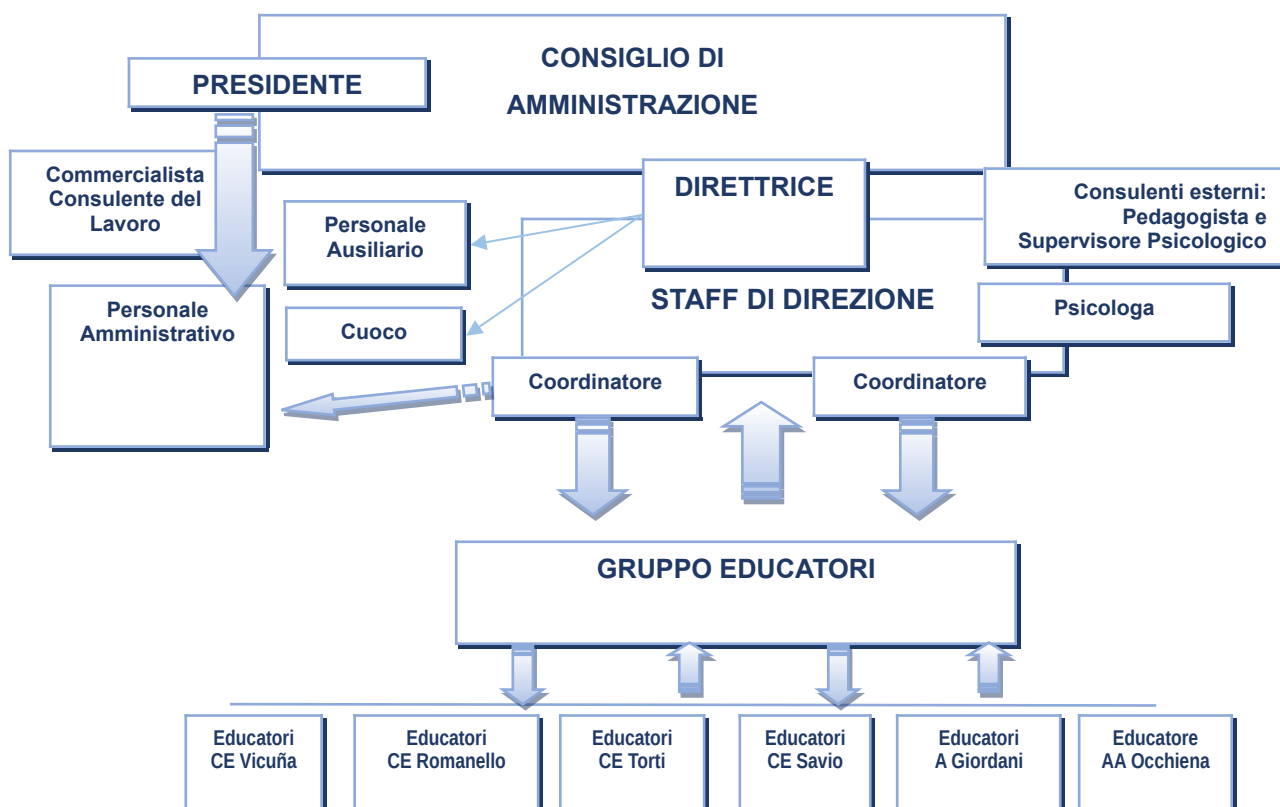 CONSIGLIO DI
AMMINISTRAZIONE
PRESIDENTE
Commercialista
Consulente del
Lavoro
DIRETTRICE
Consulenti esterni:
Pedagogista e
Supervisore Psicologico
Personale
Ausiliario
STAFF DI DIREZIONE
Psicologa
Personale
Amministrativo
Cuoco
Coordinatore
Coordinatore
GRUPPO EDUCATORI
Educatori
CE Vicuña
Educatori
CE Romanello
Educatori
CE Torti
Educatori
CE Savio
Educatori
A Giordani
Educatore
AA Occhiena